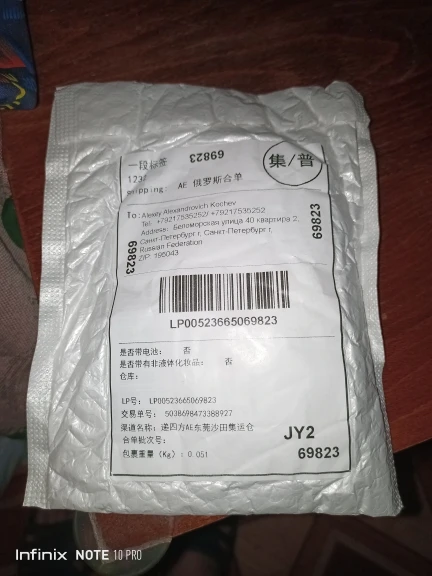 一段标签
69823
集/普
123/
Shipping: AE 俄罗斯合单
To: Alexey Alexandrovich Kochev
Tel: +79217535252/ +79217535252
Address: Беломорская улица 40 квартира 2,
Санкт-Петербург г, Санкт-Петербург г,
Russian Federation
ZIP: 195043
69823
69823
LP00523665069823
是否带电池: 否
是否带有非液体化妆品: 否
仓库:
LP号: LP00523665069823
交易单号: 5038698473388927
渠道名称: 递四方AE东莞沙田集运仓
合单批次号:
包裹重量 (Kg): 0.051
JY2
69823
Infinix NOTE 10 PRO